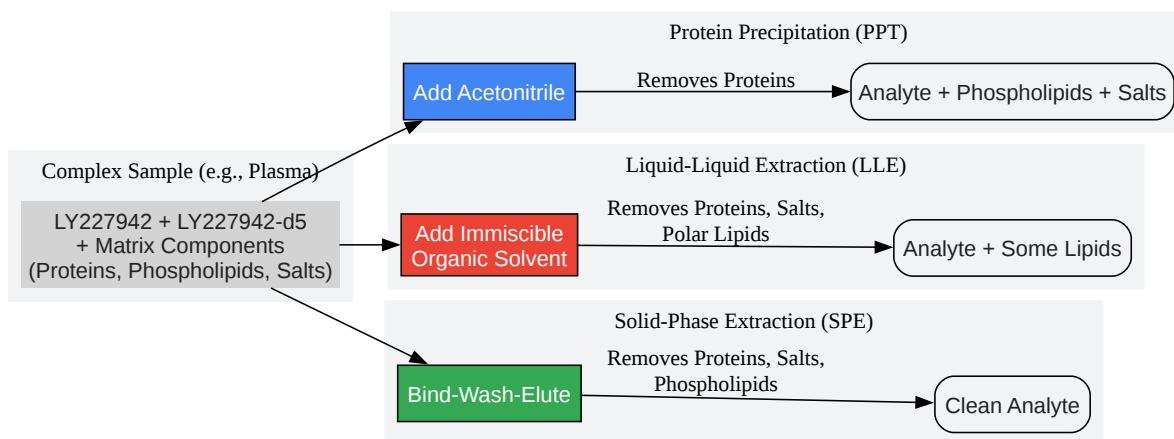 Protein Precipitation (PPT)
Add Acetonitrile
Removes Proteins
Analyte + Phospholipids + Salts
Complex Sample (e.g., Plasma)
LY227942 + LY227942-d5
+ Matrix Components
(Proteins, Phospholipids, Salts)
Liquid-Liquid Extraction (LLE)
Add Immiscible
Organic Solvent
Removes Proteins, Salts,
Polar Lipids
Analyte + Some Lipids
Solid-Phase Extraction (SPE)
Bind-Wash-Elute
Removes Proteins, Salts,
Phospholipids
Clean Analyte